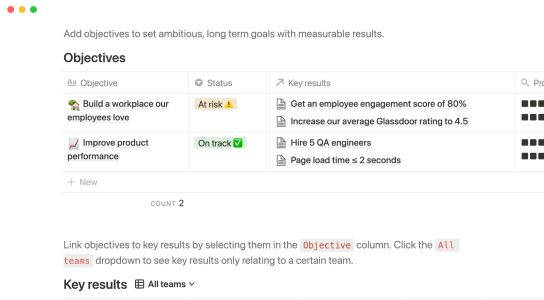 Add objectives to set ambitious, long term goals with measurable results.
Objectives
Aa Objective Status Key results
Build a workplace our employees love At risk Get an employee engagement score of 80%
Increase our average Glassdoor rating to 4.5
Improve product performance On track Hire 5 QA engineers
Page load time ≤ 2 seconds
+ New
COUNT 2
Link objectives to key results by selecting them in the Objective column. Click the All
teams dropdown to see key results only relating to a certain team.
Key results All teams